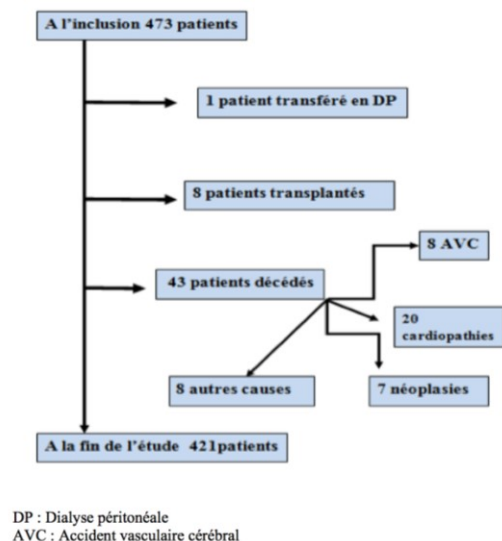 A l'inclusion 473 patients
1 patient transféré en DP
8 patients transplantés
8 AVC
43 patients décédés
20
cardiopathies
8 autres causes
7 néoplasies
A la fin de l'étude 421patients
DP : Dialyse péritonéale
AVC : Accident vasculaire cérébral